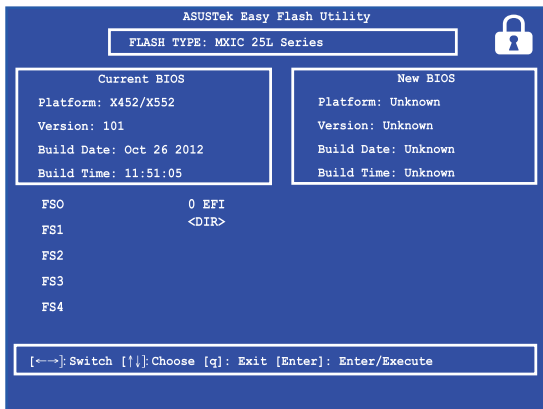 ASUSTek Easy Flash Utility
FLASH TYPE: MXIC 25L Series
Current BIOS
Platform: X452/X552
Version: 101
Build Date: Oct 26 2012
Build Time: 11:51:05
New BIOS
Platform: Unknown
Version: Unknown
Build Date: Unknown
Build Time: Unknown
FSO 0 EFI
FS1 <DIR>
FS2
FS3
FS4
[←→]: Switch [↑↓]: Choose [q]: Exit [Enter]: Enter/Execute